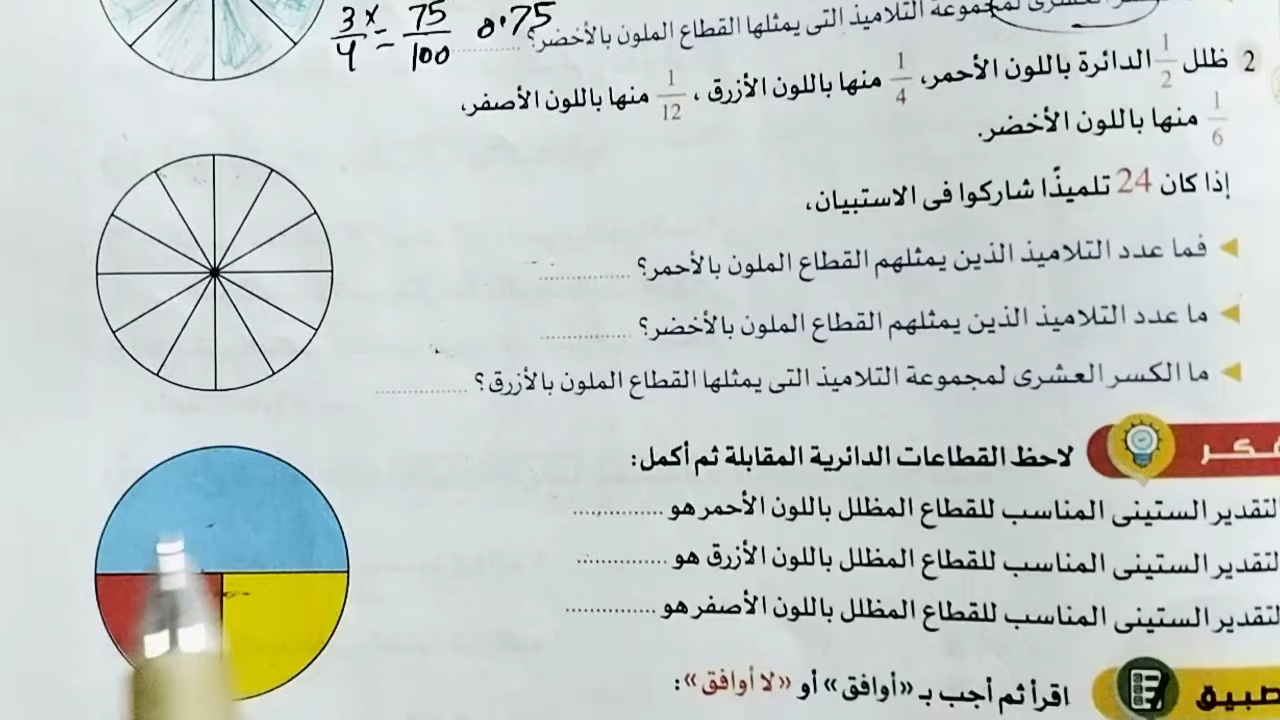 لمجموعة التلاميذ التى يمثلها القطاع الملون بالأخضر؟ ............
3/4 × = 75/100 0.75
2 ظلل 1/2 الدائرة باللون الأحمر، 1/4 منها باللون الأزرق، 1/12 منها باللون الأصفر،
1/6 منها باللون الأخضر.
إذا كان 24 تلميذًا شاركوا فى الاستبيان،
فما عدد التلاميذ الذين يمثلهم القطاع الملون بالأحمر؟ ............
ما عدد التلاميذ الذين يمثلهم القطاع الملون بالأخضر؟ ............
ما الكسر العشرى لمجموعة التلاميذ التى يمثلها القطاع الملون بالأزرق؟ ............
فكر
لاحظ القطاعات الدائرية المقابلة ثم أكمل:
التقدير الستينى المناسب للقطاع المظلل باللون الأحمر هو ............
التقدير الستينى المناسب للقطاع المظلل باللون الأزرق هو ............
التقدير الستينى المناسب للقطاع المظلل باللون الأصفر هو ............
اقرأ ثم أجب بـ «أوافق» أو «لا أوافق»: